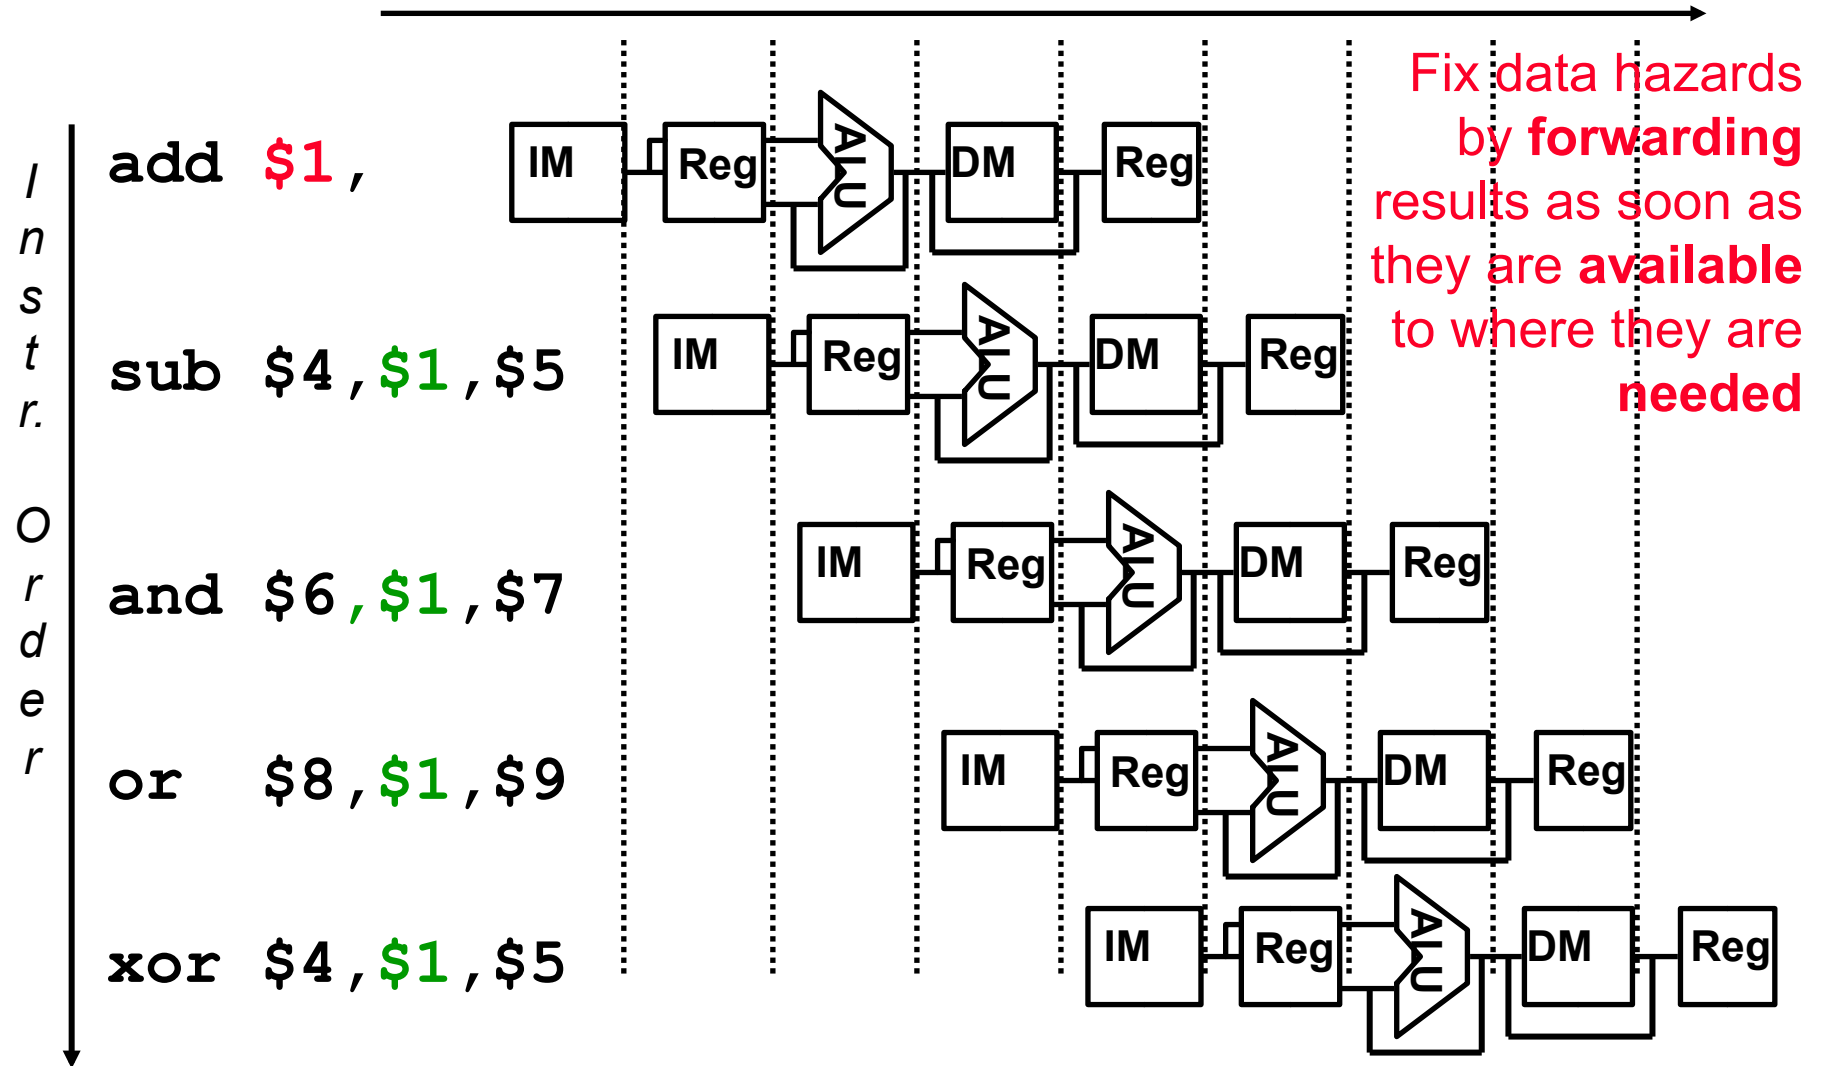 Fix data hazards
by forwarding
results as soon as
they are available
to where they are
needed
Instr. Order
add $1,
IM Reg ALU DM Reg
sub $4,$1,$5
IM Reg ALU DM Reg
and $6,$1,$7
IM Reg ALU DM Reg
or $8,$1,$9
IM Reg ALU DM Reg
xor $4,$1,$5
IM Reg ALU DM Reg